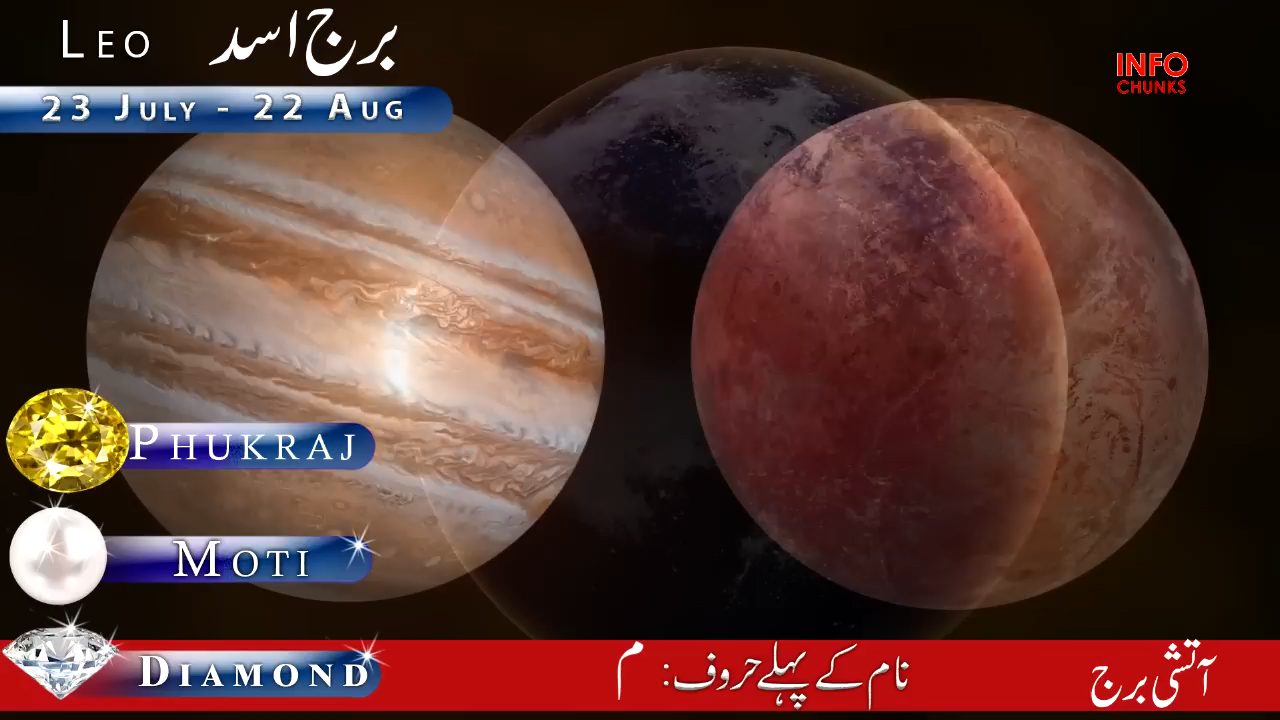 Leo برج اسد
23 July - 22 Aug
INFO
CHUNKS
Phukraj
Moti
Diamond
نام کے پہلے حروف: م
آتشی برج